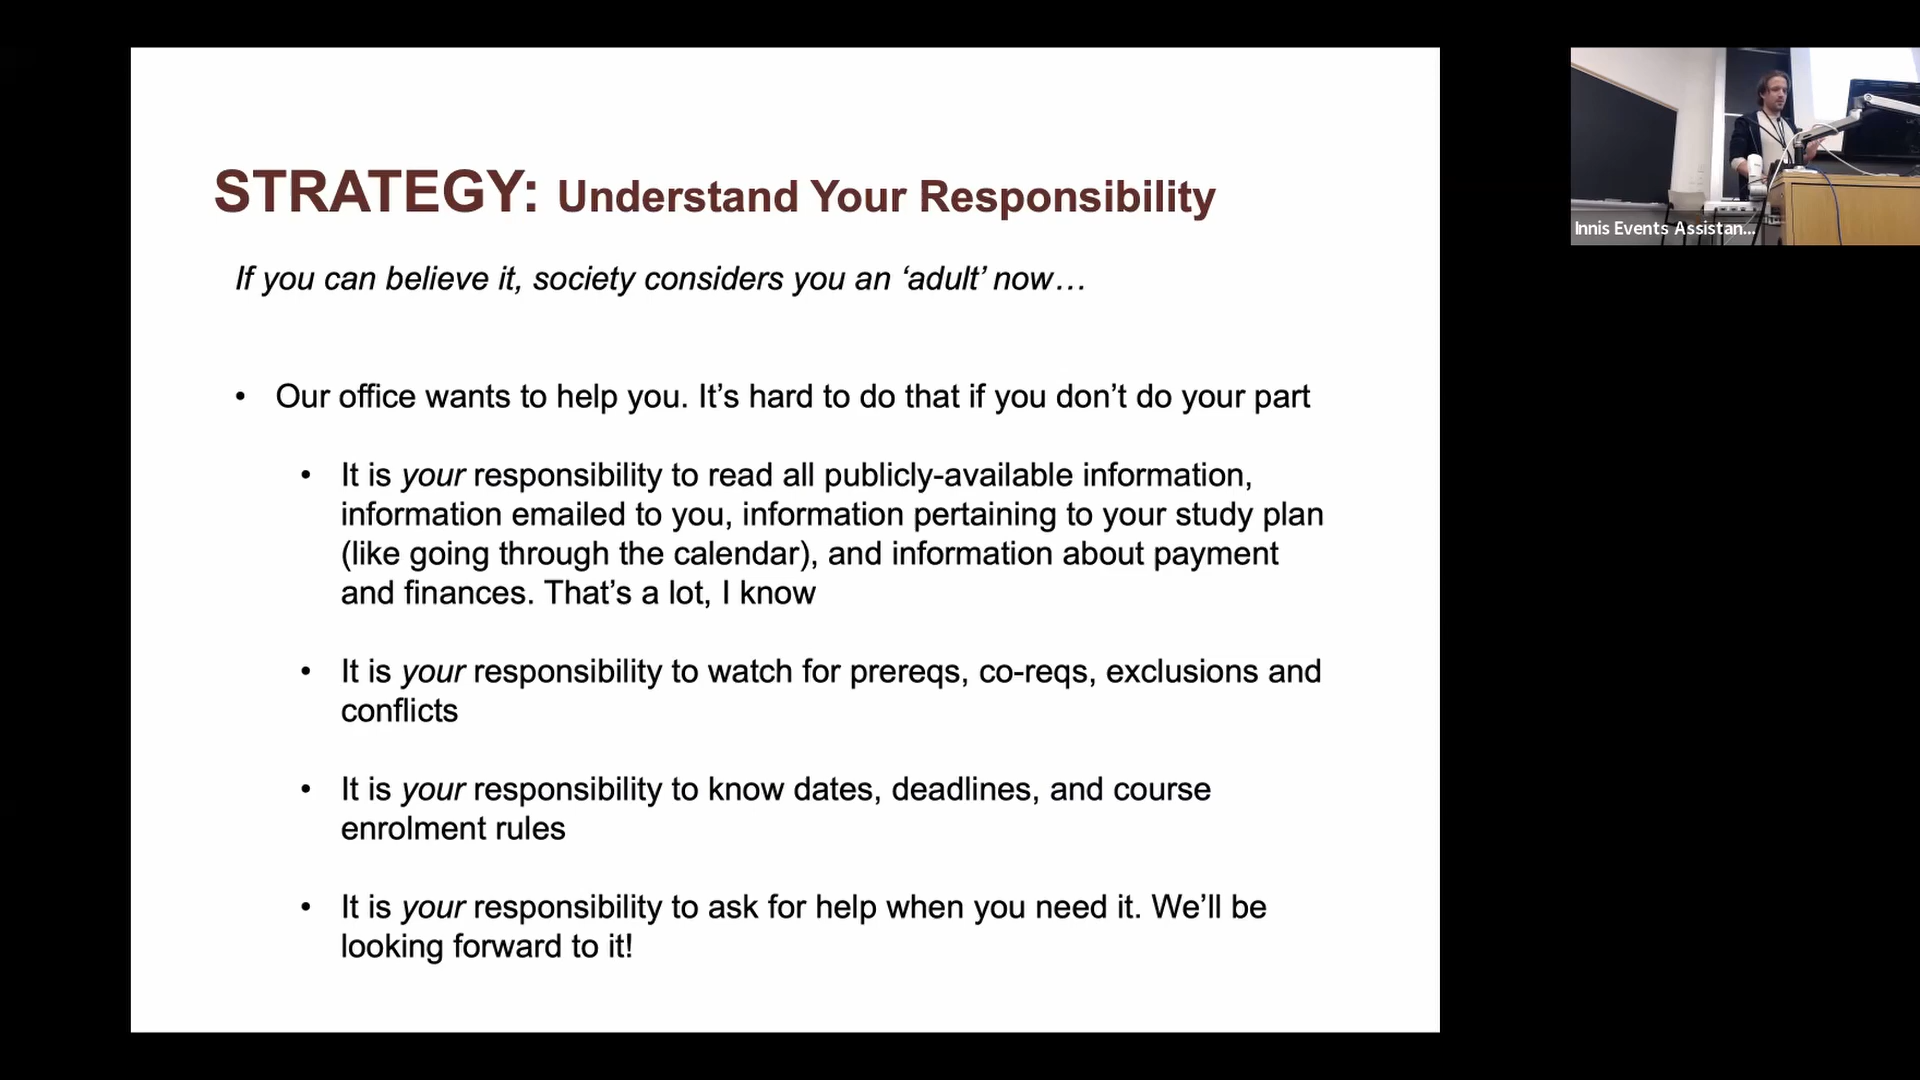 STRATEGY: Understand Your Responsibility
If you can believe it, society considers you an ‘adult’ now…
• Our office wants to help you. It’s hard to do that if you don’t do your part
• It is your responsibility to read all publicly-available information,
information emailed to you, information pertaining to your study plan
(like going through the calendar), and information about payment
and finances. That’s a lot, I know
• It is your responsibility to watch for prereqs, co-reqs, exclusions and
conflicts
• It is your responsibility to know dates, deadlines, and course
enrolment rules
• It is your responsibility to ask for help when you need it. We’ll be
looking forward to it!
Innis Events Assistan...